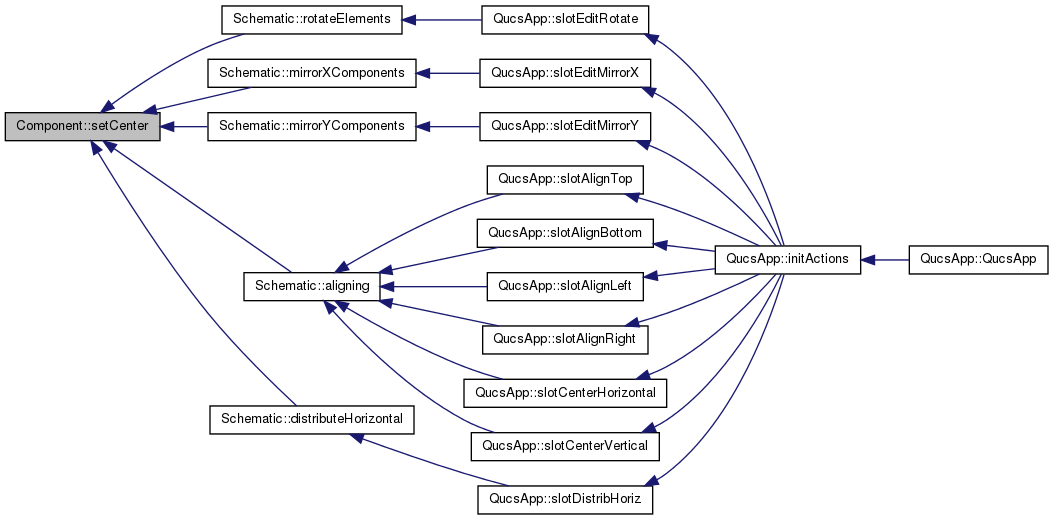 Component::setCenter
Schematic::rotateElements
Schematic::mirrorXComponents
Schematic::mirrorYComponents
Schematic::aligning
Schematic::distributeHorizontal
QucsApp::slotEditRotate
QucsApp::slotEditMirrorX
QucsApp::slotEditMirrorY
QucsApp::slotAlignTop
QucsApp::slotAlignBottom
QucsApp::slotAlignLeft
QucsApp::slotAlignRight
QucsApp::slotCenterHorizontal
QucsApp::slotCenterVertical
QucsApp::slotDistribHoriz
QucsApp::initActions
QucsApp::QucsApp